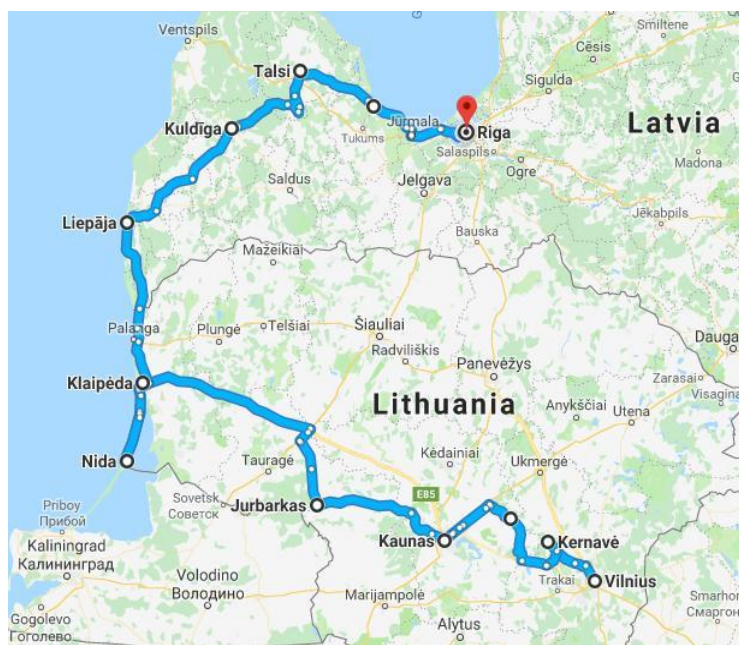 Ventspils
Smiltene
Cēsis
Talsi
Sigulda
Kuldīga
Jūrmala
Riga
Latvia
Tukums
Salaspils
Ogre
Madona
Saldus
Jelgava
Jēkabpils
Liepāja
Bauska
Mažeikiai
Palanga
Plungė
Telšiai
Šiauliai
Radviliškis
Panevėžys
Zarasai
Visagina
Klaipėda
Lithuania
Anykščiai
Utena
Nida
Tauragė
Kėdainiai
Ukmergė
Priboy
Прибой
Sovetsk
Советск
Jurbarkas
E85
Kaunas
Kernavė
Kaliningrad
Калининград
Volodino
Володино
Marijampolė
Trakai
Vilnius
Smarhon
Сморгон
Gogolevo
Гоголево
Alytus